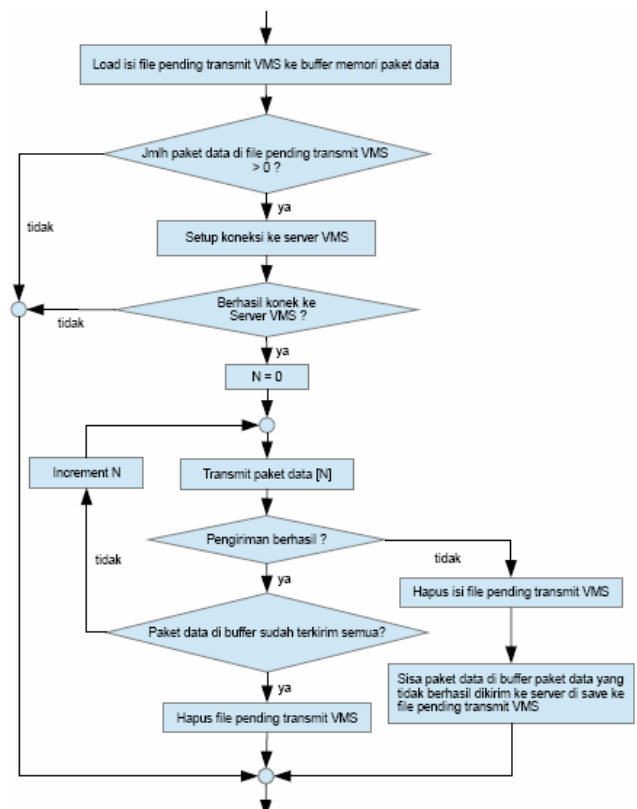 Load isi file pending transmit VMS ke buffer memori paket data
Jmlh paket data di file pending transmit VMS
> 0 ?
tidak
ya
Setup koneksi ke server VMS
Berhasil konek ke
Server VMS ?
tidak
ya
N = 0
Increment N
Transmit paket data [N]
Pengiriman berhasil ?
tidak
tidak
ya
Hapus isi file pending transmit VMS
Paket data di buffer sudah terkirim semua?
Sisa paket data di buffer paket data yang
tidak berhasil dikirim ke server di save ke
file pending transmit VMS
ya
Hapus file pending transmit VMS